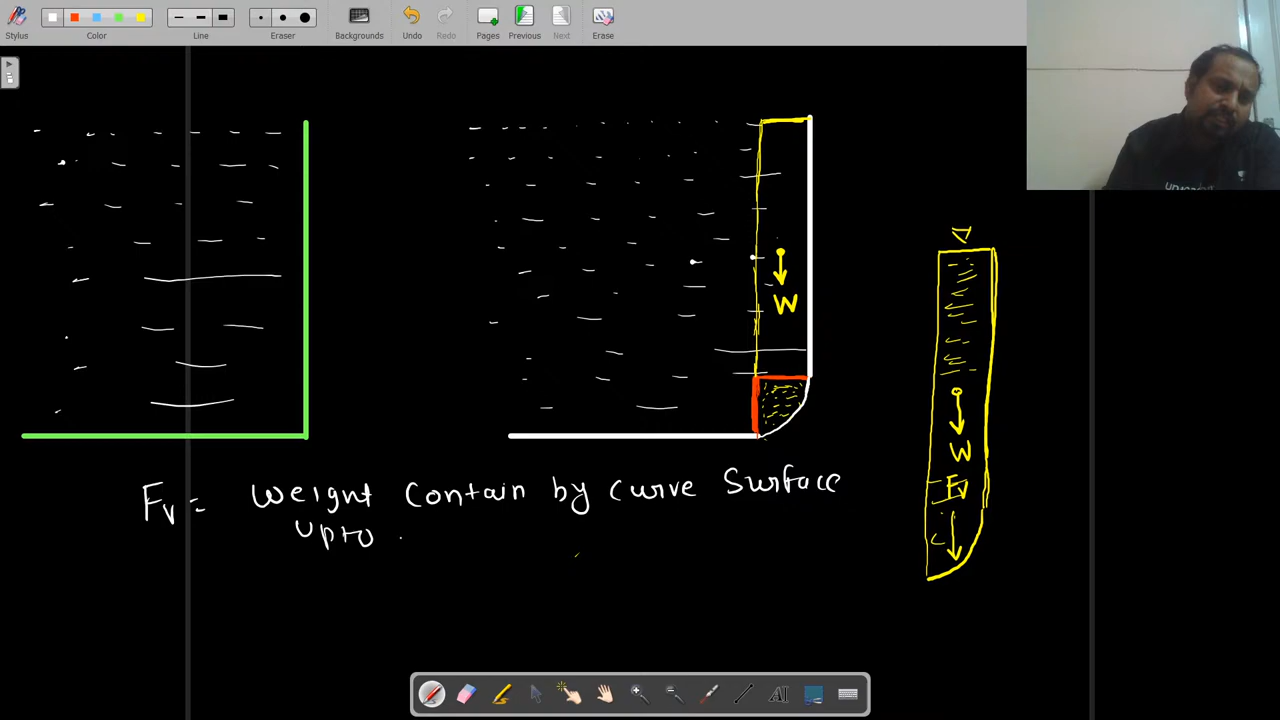 Stylus
Color
Line
Eraser
Backgrounds
Undo
Redo
Pages
Previous
Next
Erase
W
W
Fv
Fv = Weight Contain by curve Surface
upto
AI